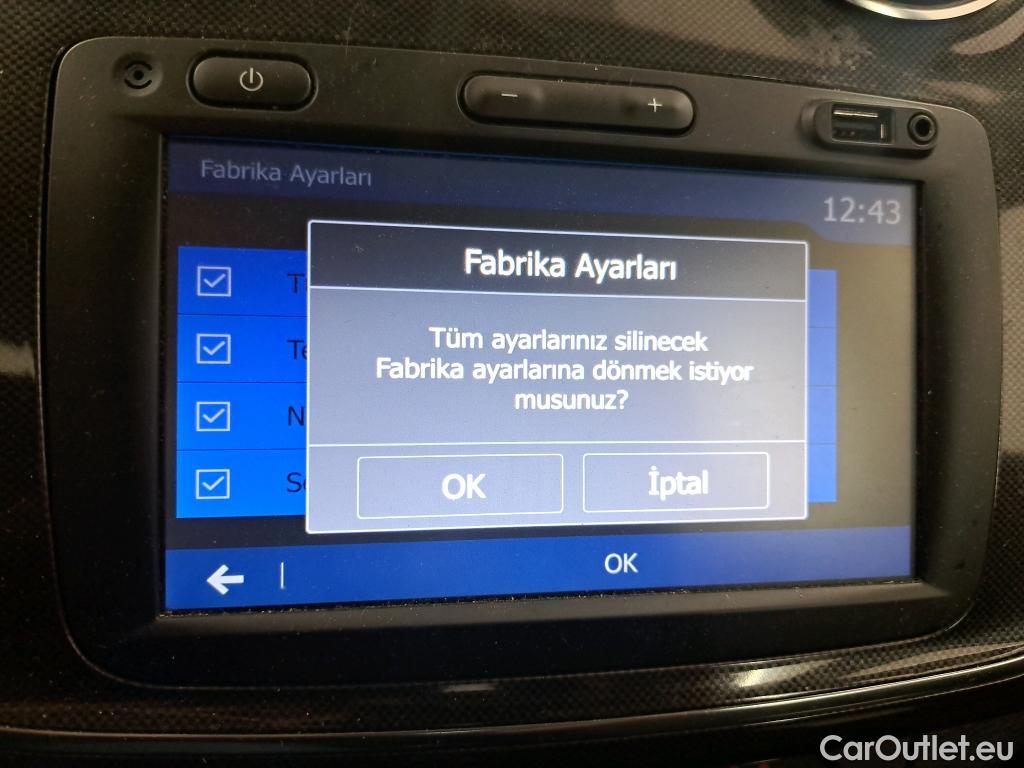 Fabrika Ayarları
12:43
Fabrika Ayarları
Tüm ayarlarınız silinecek
Fabrika ayarlarına dönmek istiyor
musunuz?
OK
İptal
OK
CarOutlet.eu